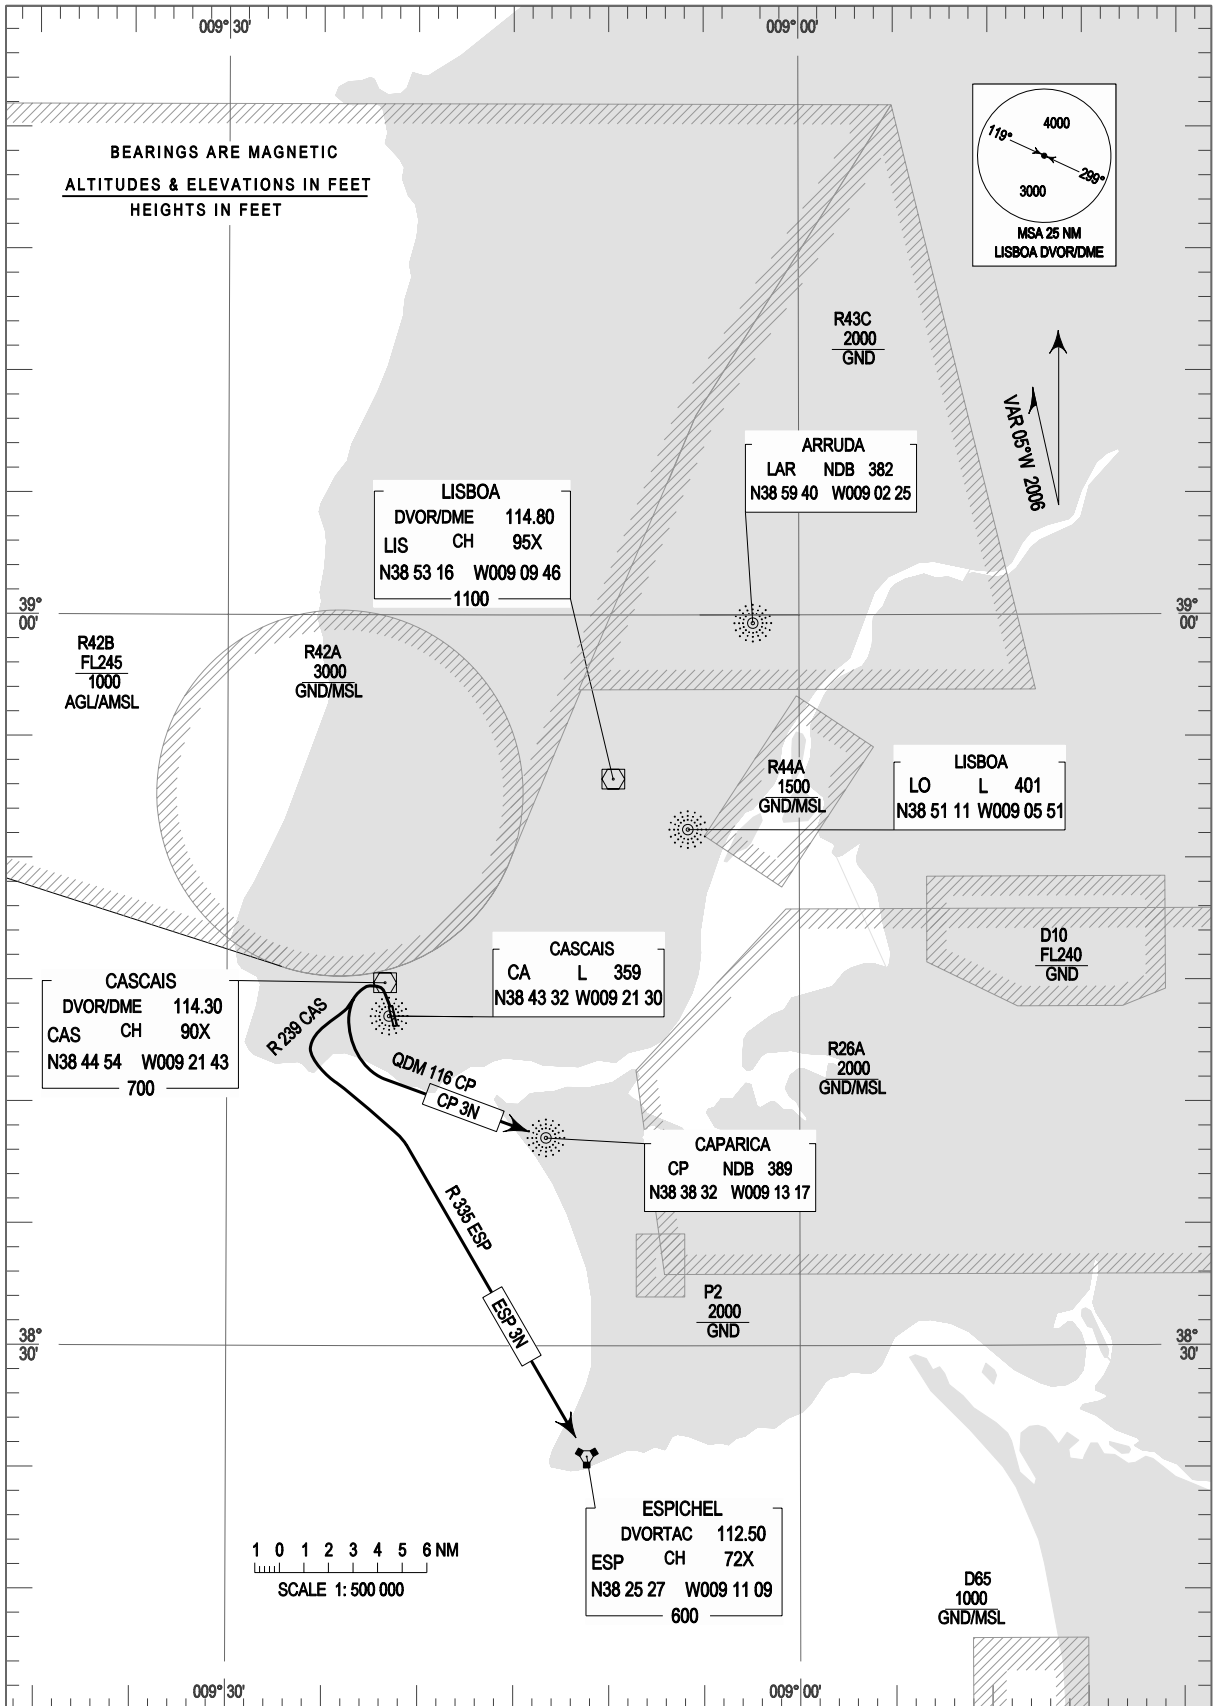 009° 30'
009° 00'
BEARINGS ARE MAGNETIC
ALTITUDES & ELEVATIONS IN FEET
HEIGHTS IN FEET
119°
4000
299°
3000
MSA 25 NM
LISBOA DVOR/DME
R43C
2000
GND
VAR 05°W 2006
ARRUDA
LAR NDB 382
N38 59 40 W009 02 25
LISBOA
DVOR/DME 114.80
LIS CH 95X
N38 53 16 W009 09 46
1100
39°
00'
39°
00'
R42B
FL245
1000
AGL/AMSL
R42A
3000
GND/MSL
R44A
1500
GND/MSL
LISBOA
LO L 401
N38 51 11 W009 05 51
D10
FL240
GND
CASCAIS
CA L 359
N38 43 32 W009 21 30
CASCAIS
DVOR/DME 114.30
CAS CH 90X
N38 44 54 W009 21 43
700
R 239 CAS
QDM 116 CP
CP 3N
R26A
2000
GND/MSL
CAPARICA
CP NDB 389
N38 38 32 W009 13 17
R 335 ESP
ESP 3N
P2
2000
GND
38°
30'
38°
30'
ESPICHEL
DVORTAC 112.50
ESP CH 72X
N38 25 27 W009 11 09
600
1 0 1 2 3 4 5 6 NM
SCALE 1: 500 000
D65
1000
GND/MSL
009° 30'
009° 00'